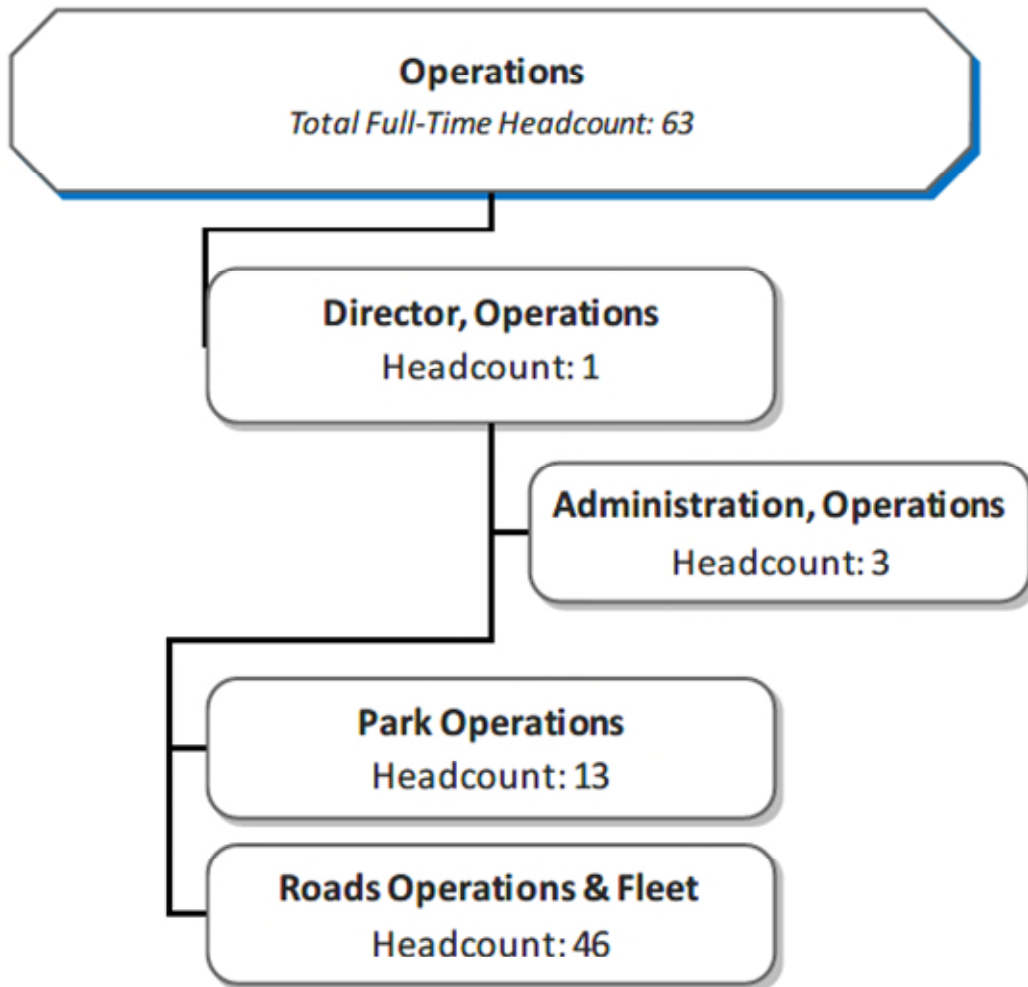 Operations
Total Full-Time Headcount: 63
Director, Operations
Headcount: 1
Administration, Operations
Headcount: 3
Park Operations
Headcount: 13
Roads Operations & Fleet
Headcount: 46